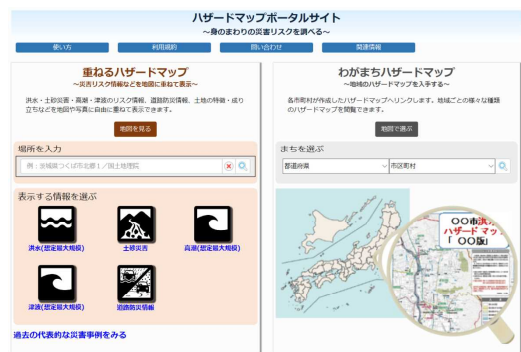 ハザードマップポータルサイト
～身のまわりの災害リスクを調べる～
使い方
利用規約
問い合わせ
関連情報
重ねるハザードマップ
～災害リスク情報などを地図に重ねて表示～
洪水・土砂災害・高潮・津波のリスク情報、道路防災情報、土地の特徴・成り
立ちなどを地図や写真に自由に重ねて表示できます。
地図を見る
場所を入力
例：茨城県つくば市北郷１／国土地理院
表示する情報を選ぶ
洪水(想定最大規模)
土砂災害
高潮(想定最大規模)
津波(想定最大規模)
道路防災情報
過去の代表的な災害事例をみる
わがまちハザードマップ
～地域のハザードマップを入手する～
各市町村が作成したハザードマップへリンクします。地域ごとの様々な種類
のハザードマップを閲覧できます。
地図で選ぶ
まちを選ぶ
都道府県
市区町村
〇〇市洪水
ハザードマッ
「 〇〇版」